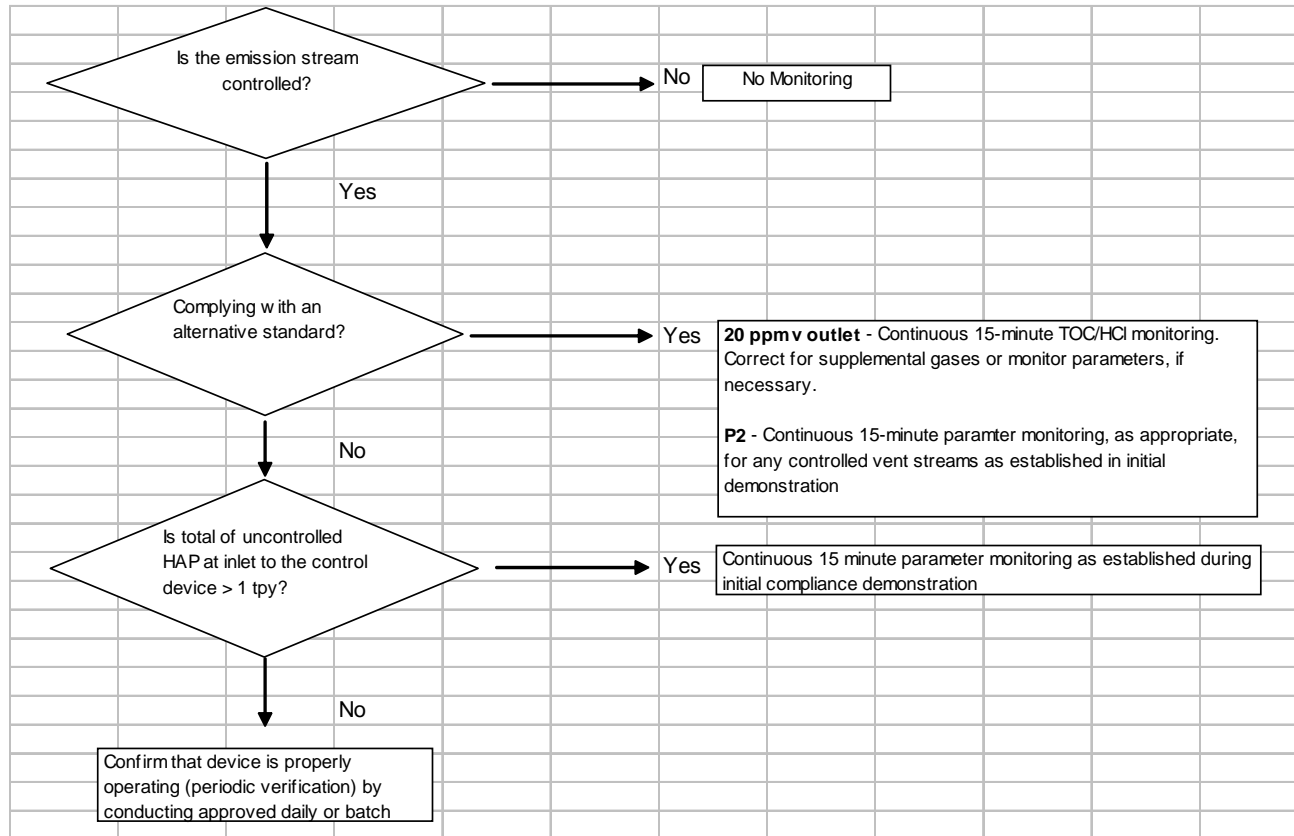 Is the emission stream
controlled?
No
No Monitoring
Yes
Complying with an
alternative standard?
Yes
20 ppmv outlet - Continuous 15-minute TOC/HCl monitoring.
Correct for supplemental gases or monitor parameters, if
necessary.
P2 - Continuous 15-minute paramter monitoring, as appropriate,
for any controlled vent streams as established in initial
demonstration
No
Is total of uncontrolled
HAP at inlet to the control
device > 1 tpy?
Yes
Continuous 15 minute parameter monitoring as established during
initial compliance demonstration
No
Confirm that device is properly
operating (periodic verification) by
conducting approved daily or batch